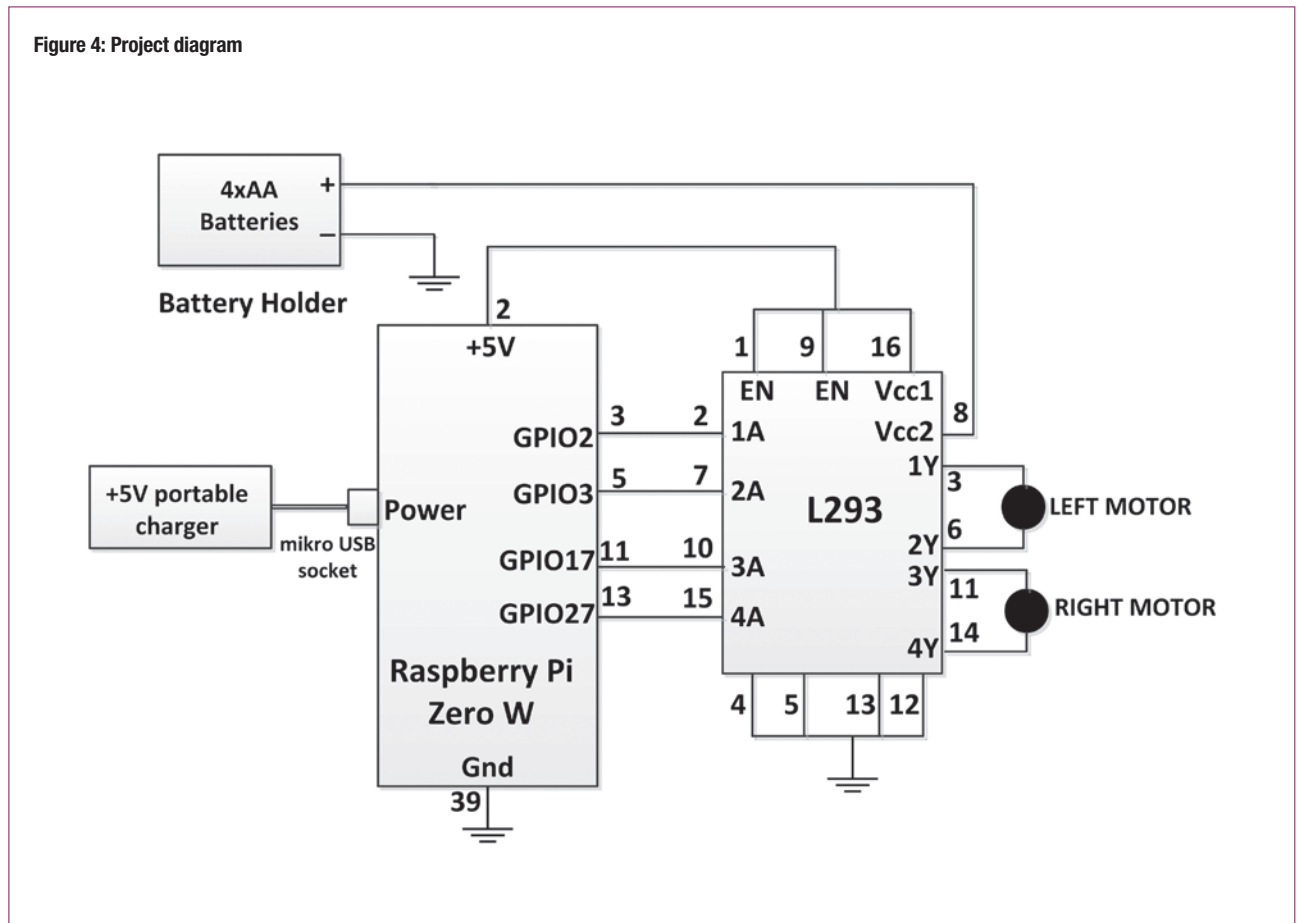 Figure 4: Project diagram
4xAA
Batteries
+
–
Battery Holder
2
+5V
1
9
16
EN
EN
Vcc1
Vcc2
8
GPIO2
3
2
1A
1Y
3
GPIO3
5
7
2A
L293
LEFT MOTOR
+5V portable
charger
mikro USB
socket
Power
6
2Y
GPIO17
11
10
3A
3Y
11
RIGHT MOTOR
GPIO27
13
15
4A
14
4Y
Raspberry Pi
Zero W
4
5
13
12
Gnd
39